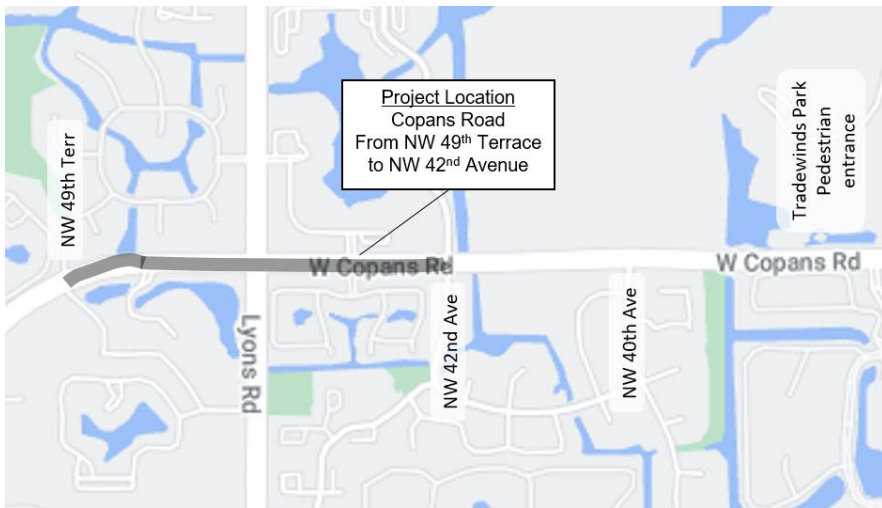 Project Location
Copans Road
From NW 49th Terrace
to NW 42nd Avenue
NW 49th Terr
Tradewinds Park
Pedestrian
entrance
W Copans Rd
W Copans Rd
Lyons Rd
NW 42nd Ave
NW 40th Ave